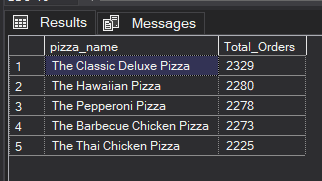 Results Messages
pizza_name Total_Orders
1 The Classic Deluxe Pizza 2329
2 The Hawaiian Pizza 2280
3 The Pepperoni Pizza 2278
4 The Barbecue Chicken Pizza 2273
5 The Thai Chicken Pizza 2225